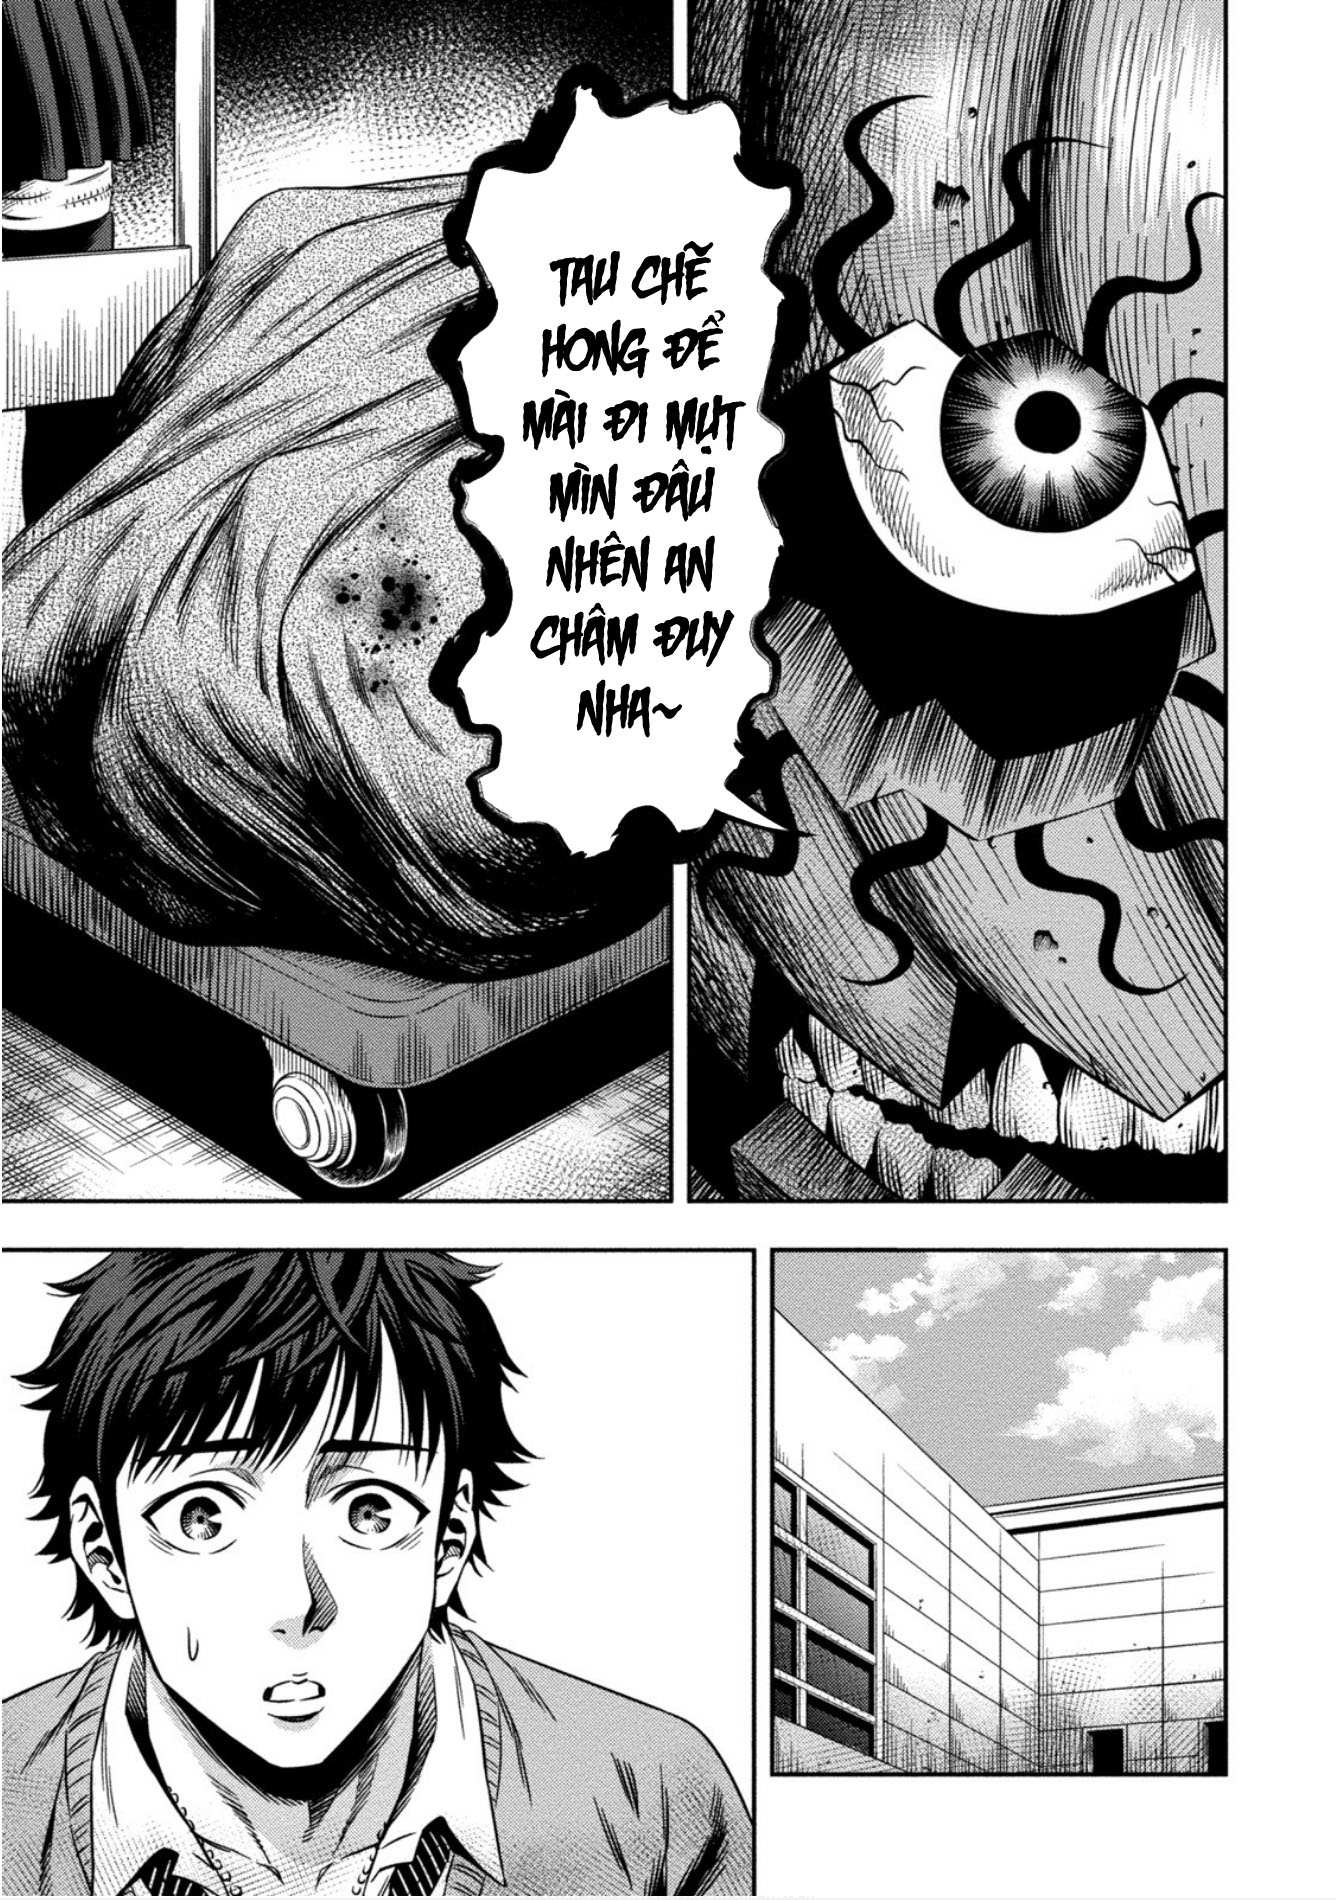 TAU CHẼ
HONG ĐỂ
MÀI ĐI MỤT
MÌN ĐÂU
NHÊN AN
CHÂM ĐUY
NHA~